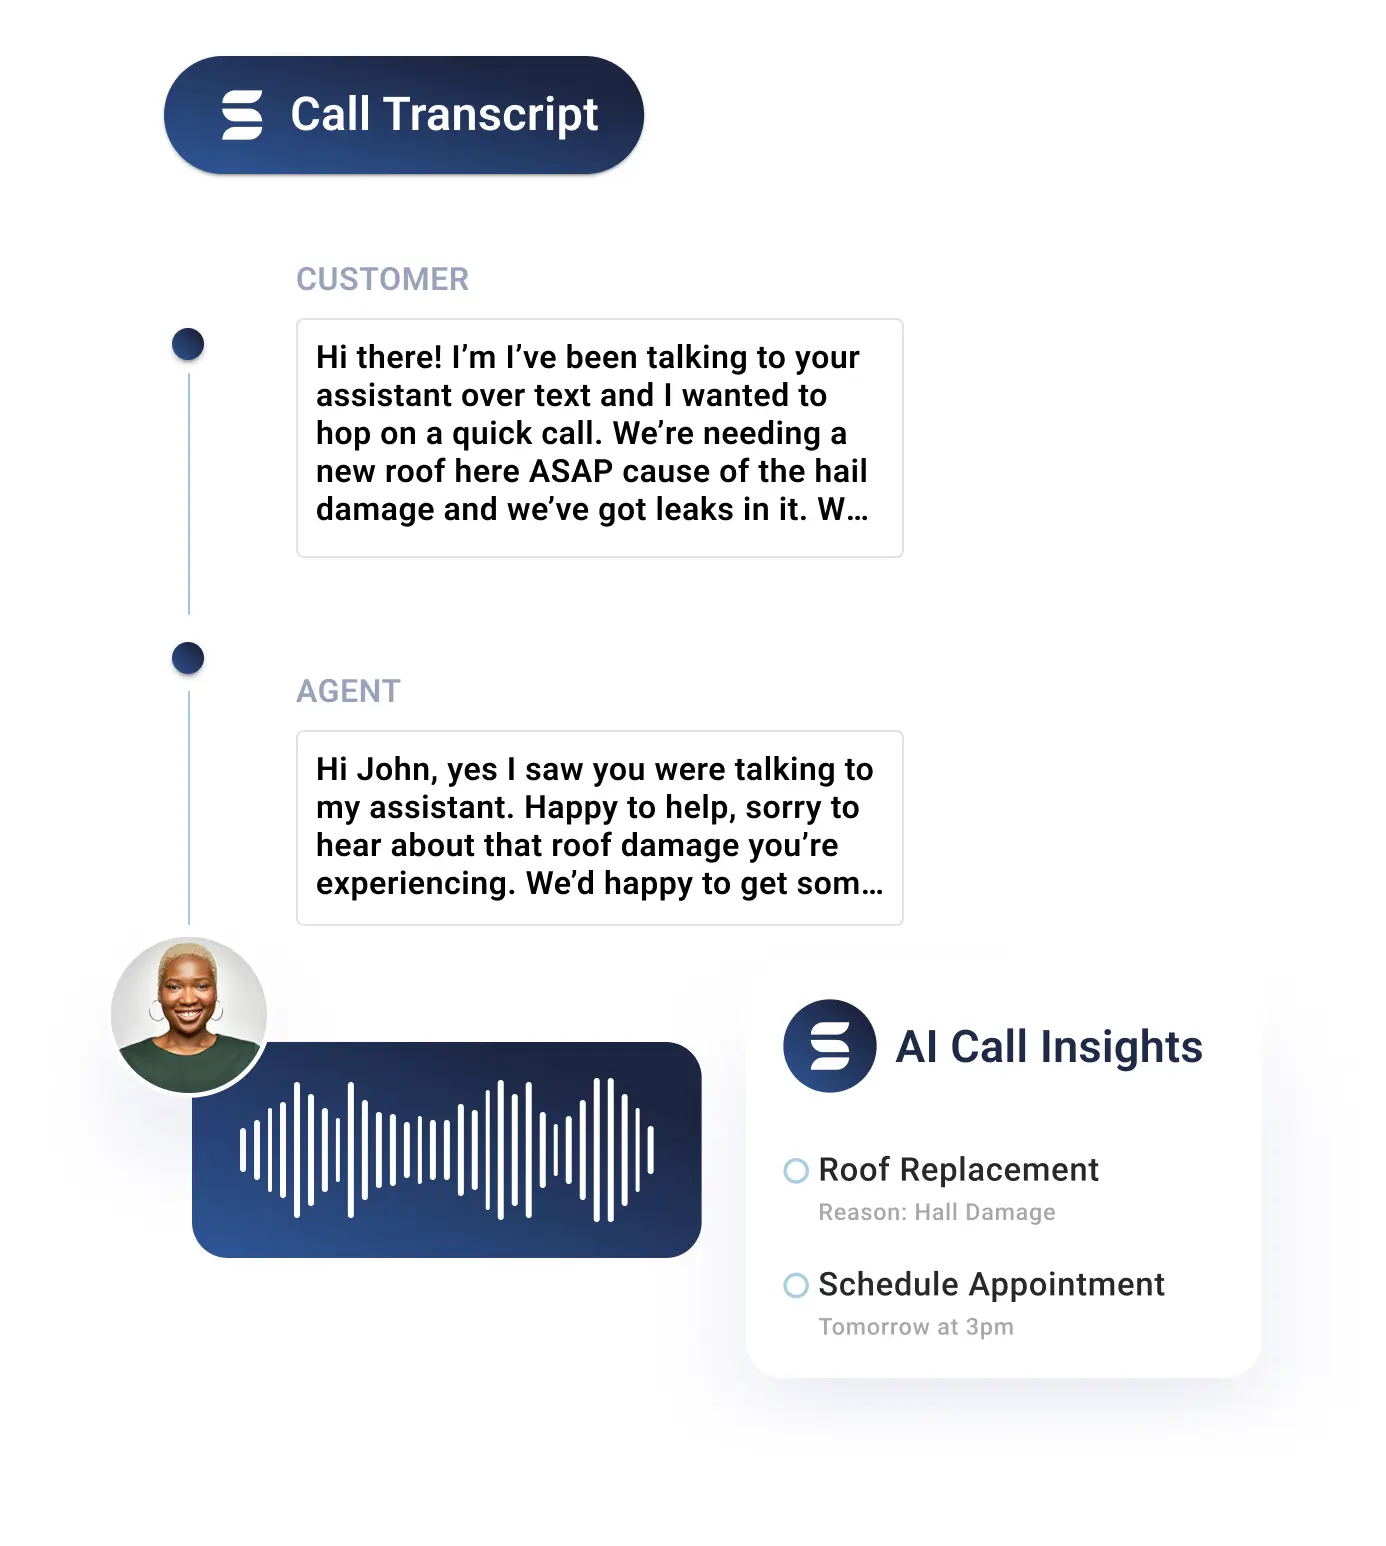 Call Transcript
CUSTOMER
Hi there! I’m I’ve been talking to your
assistant over text and I wanted to
hop on a quick call. We’re needing a
new roof here ASAP cause of the hail
damage and we’ve got leaks in it. W...
AGENT
Hi John, yes I saw you were talking to
my assistant. Happy to help, sorry to
hear about that roof damage you’re
experiencing. We’d happy to get som...
AI Call Insights
Roof Replacement
Reason: Hall Damage
Schedule Appointment
Tomorrow at 3pm